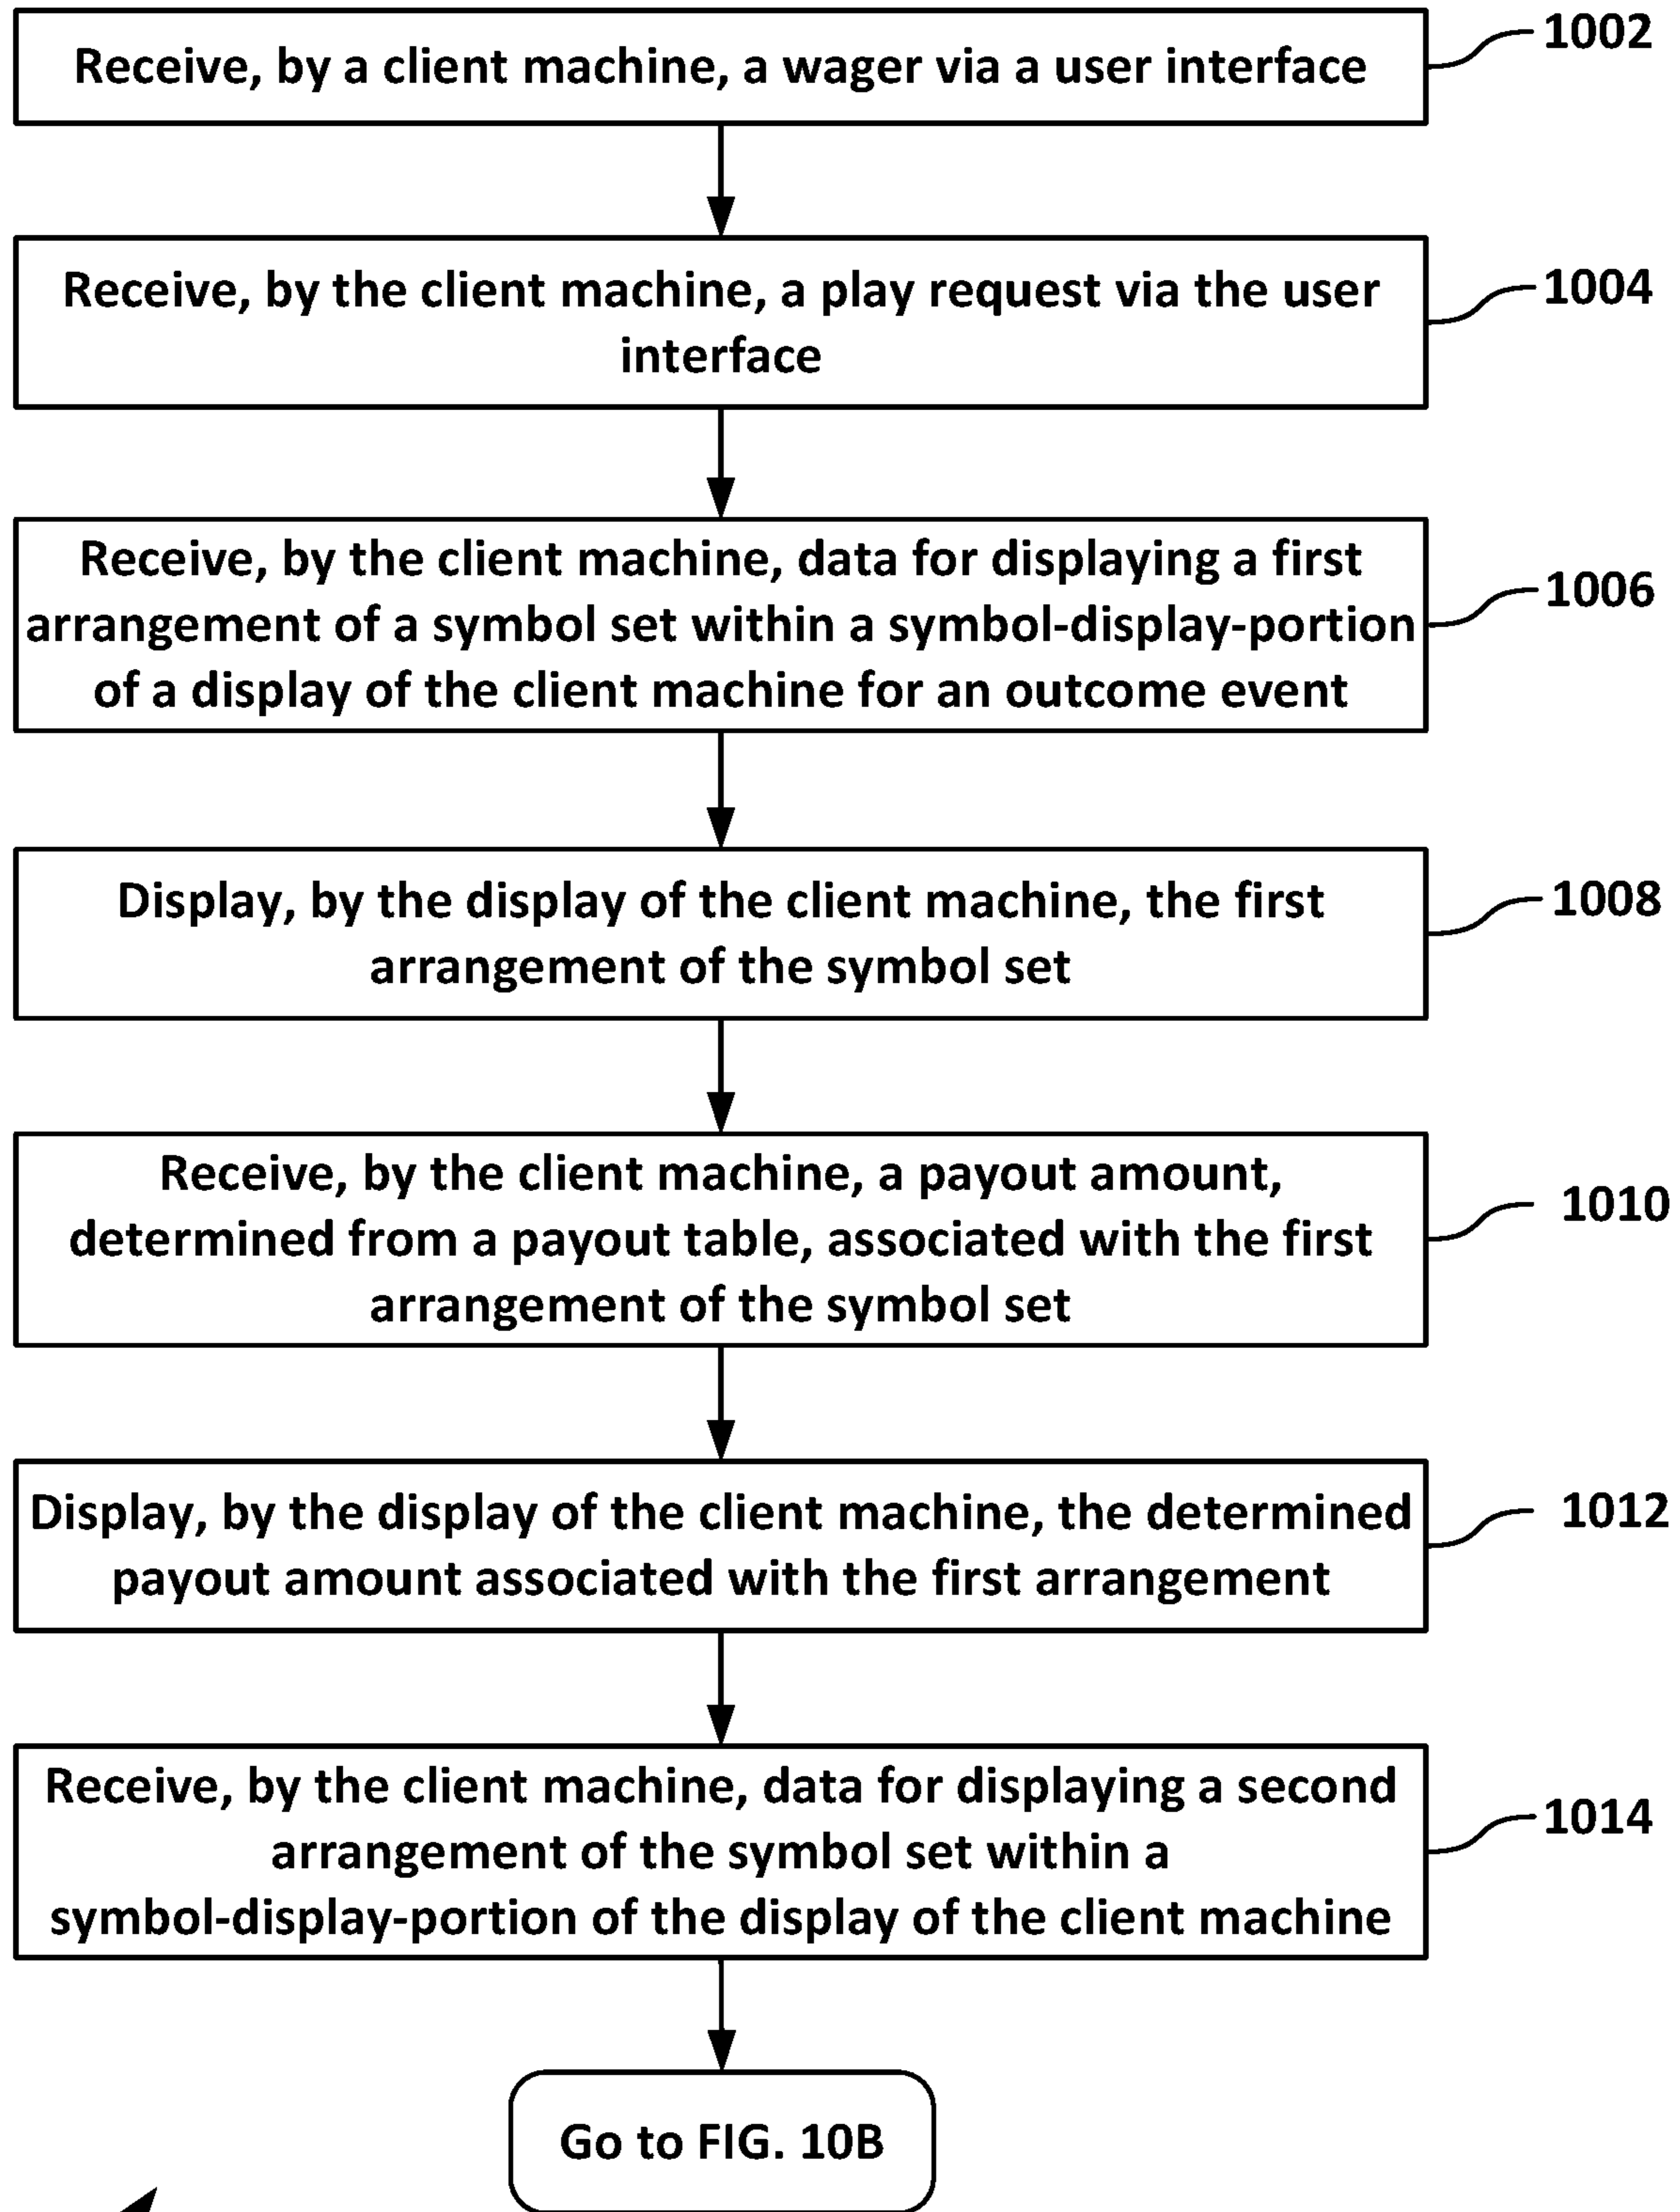 Receive, by a client machine, a wager via a user interface
1002
Receive, by the client machine, a play request via the user
interface
1004
Receive, by the client machine, data for displaying a first
arrangement of a symbol set within a symbol-display-portion
of a display of the client machine for an outcome event
1006
Display, by the display of the client machine, the first
arrangement of the symbol set
1008
Receive, by the client machine, a payout amount,
determined from a payout table, associated with the first
arrangement of the symbol set
1010
Display, by the display of the client machine, the determined
payout amount associated with the first arrangement
1012
Receive, by the client machine, data for displaying a second
arrangement of the symbol set within a
symbol-display-portion of the display of the client machine
1014
Go to FIG. 10B